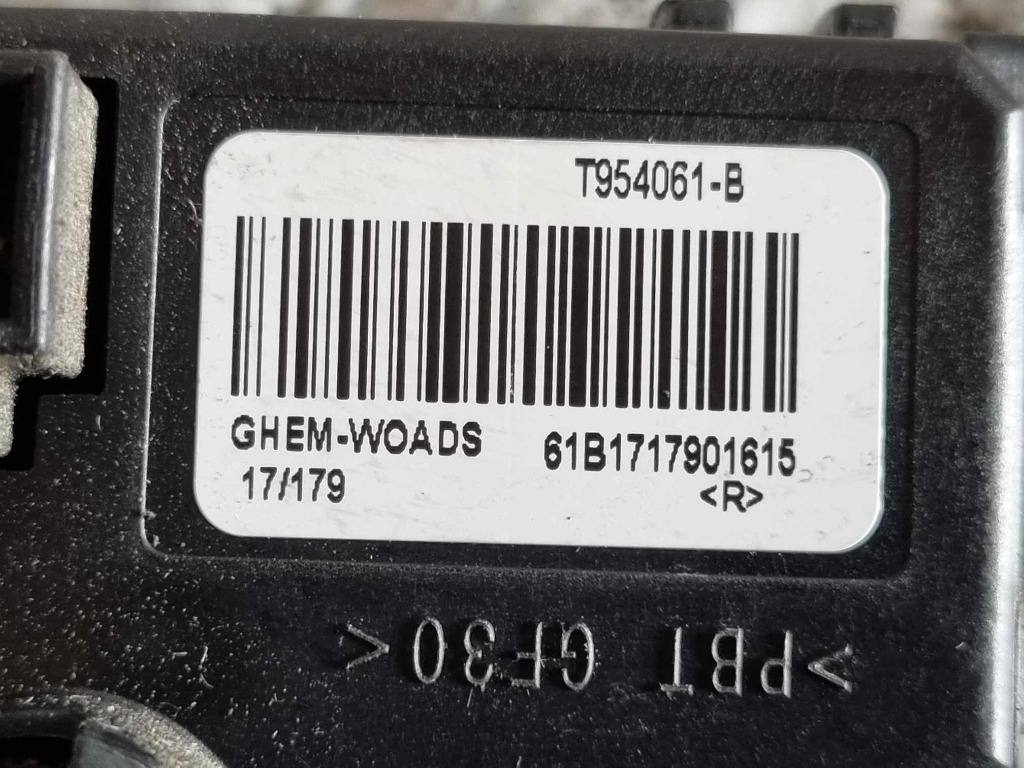 T954061-B
GHEM-WOADS 61B1717901615
17/179 <R>
>PBT GF30<